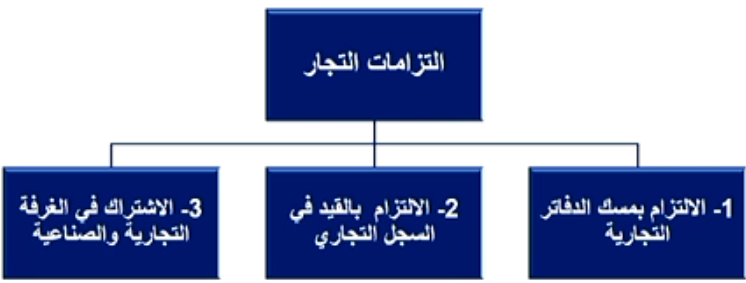 التزامات التجار
1- الالتزام بمسك الدفاتر
التجارية
2- الالتزام بالقيد في
السجل التجاري
3- الاشتراك في الغرفة
التجارية والصناعية